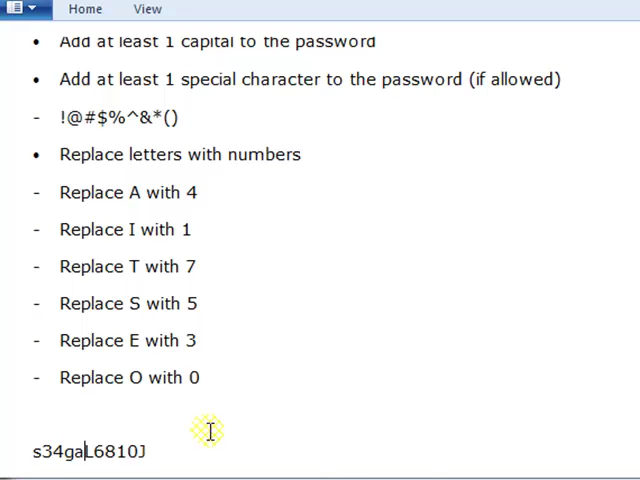 Home View
• Add at least 1 capital to the password
• Add at least 1 special character to the password (if allowed)
- !@#$%^&*()
• Replace letters with numbers
- Replace A with 4
- Replace I with 1
- Replace T with 7
- Replace S with 5
- Replace E with 3
- Replace O with 0
s34gaL6810J